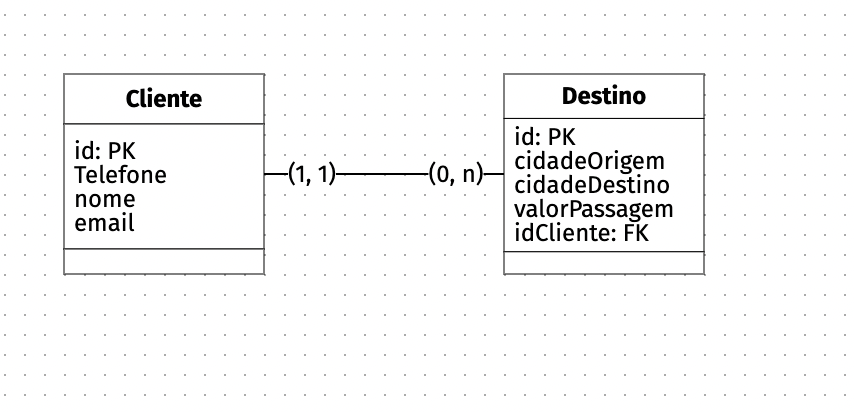 Cliente
id: PK
Telefone
nome
email
(1, 1)
(0, n)
Destino
id: PK
cidadeOrigem
cidadeDestino
valorPassagem
idCliente: FK